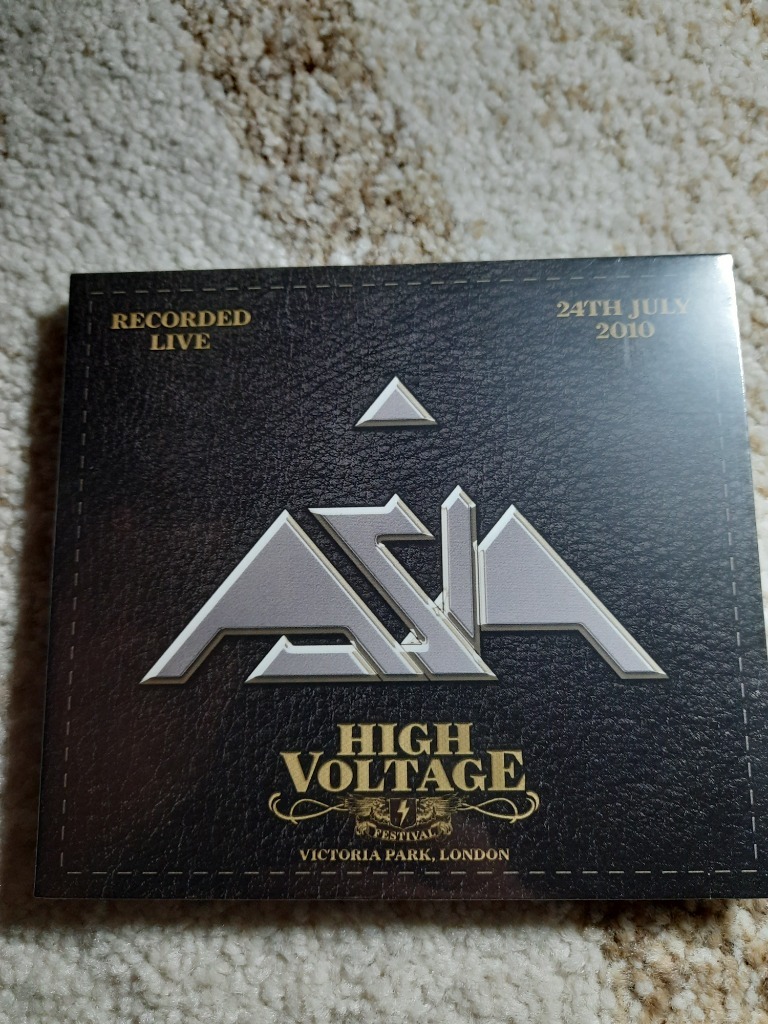 RECORDED
LIVE
24TH JULY
2010
ASIA
HIGH
VOLTAGE
FESTIVAL
VICTORIA PARK, LONDON